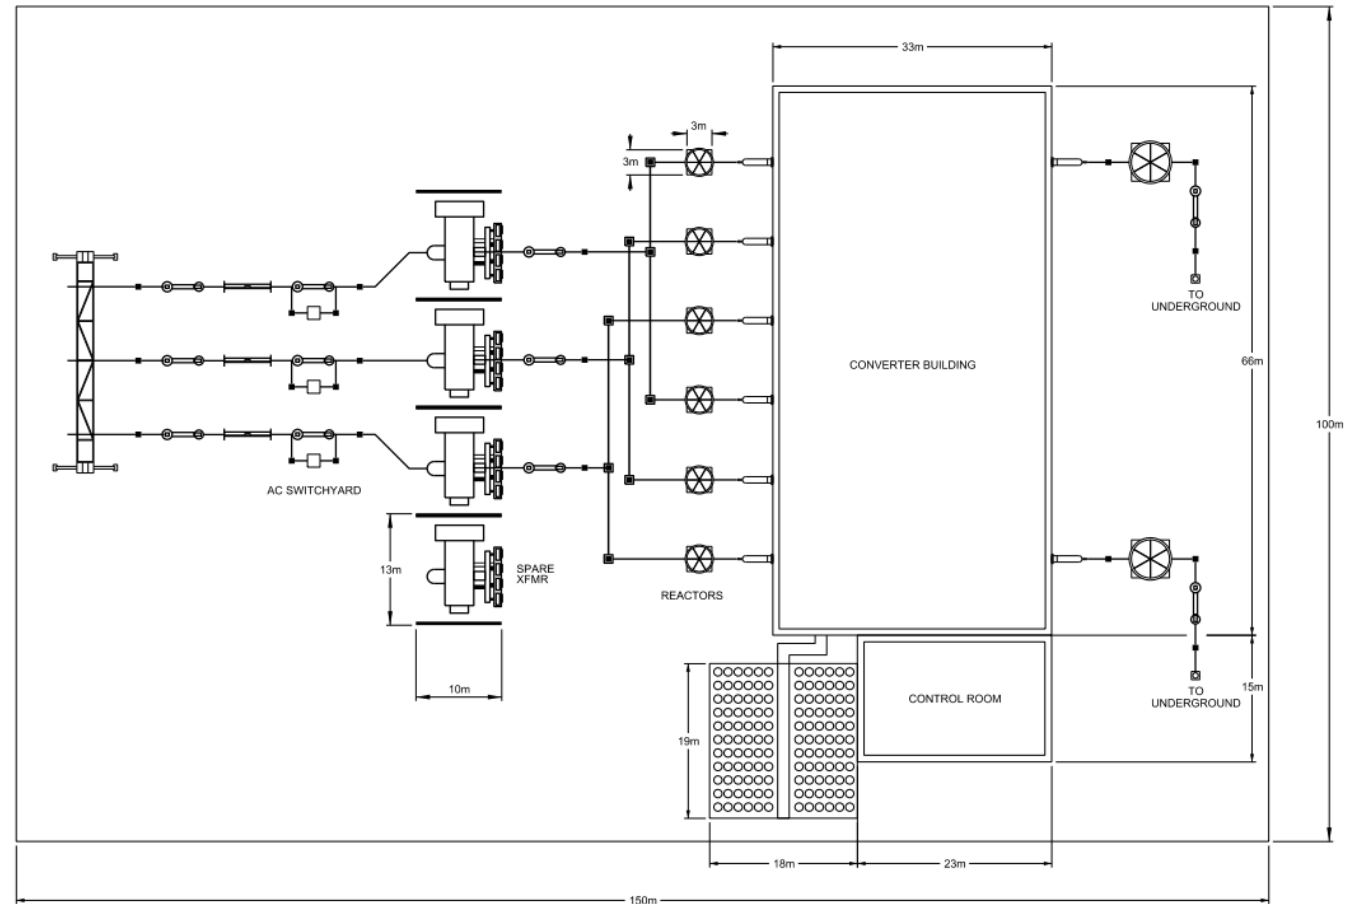 33m
3m
3m
TO
UNDERGROUND
CONVERTER BUILDING
66m
100m
AC SWITCHYARD
13m
SPARE
XFMR
REACTORS
10m
CONTROL ROOM
TO
UNDERGROUND
15m
19m
18m
23m
150m